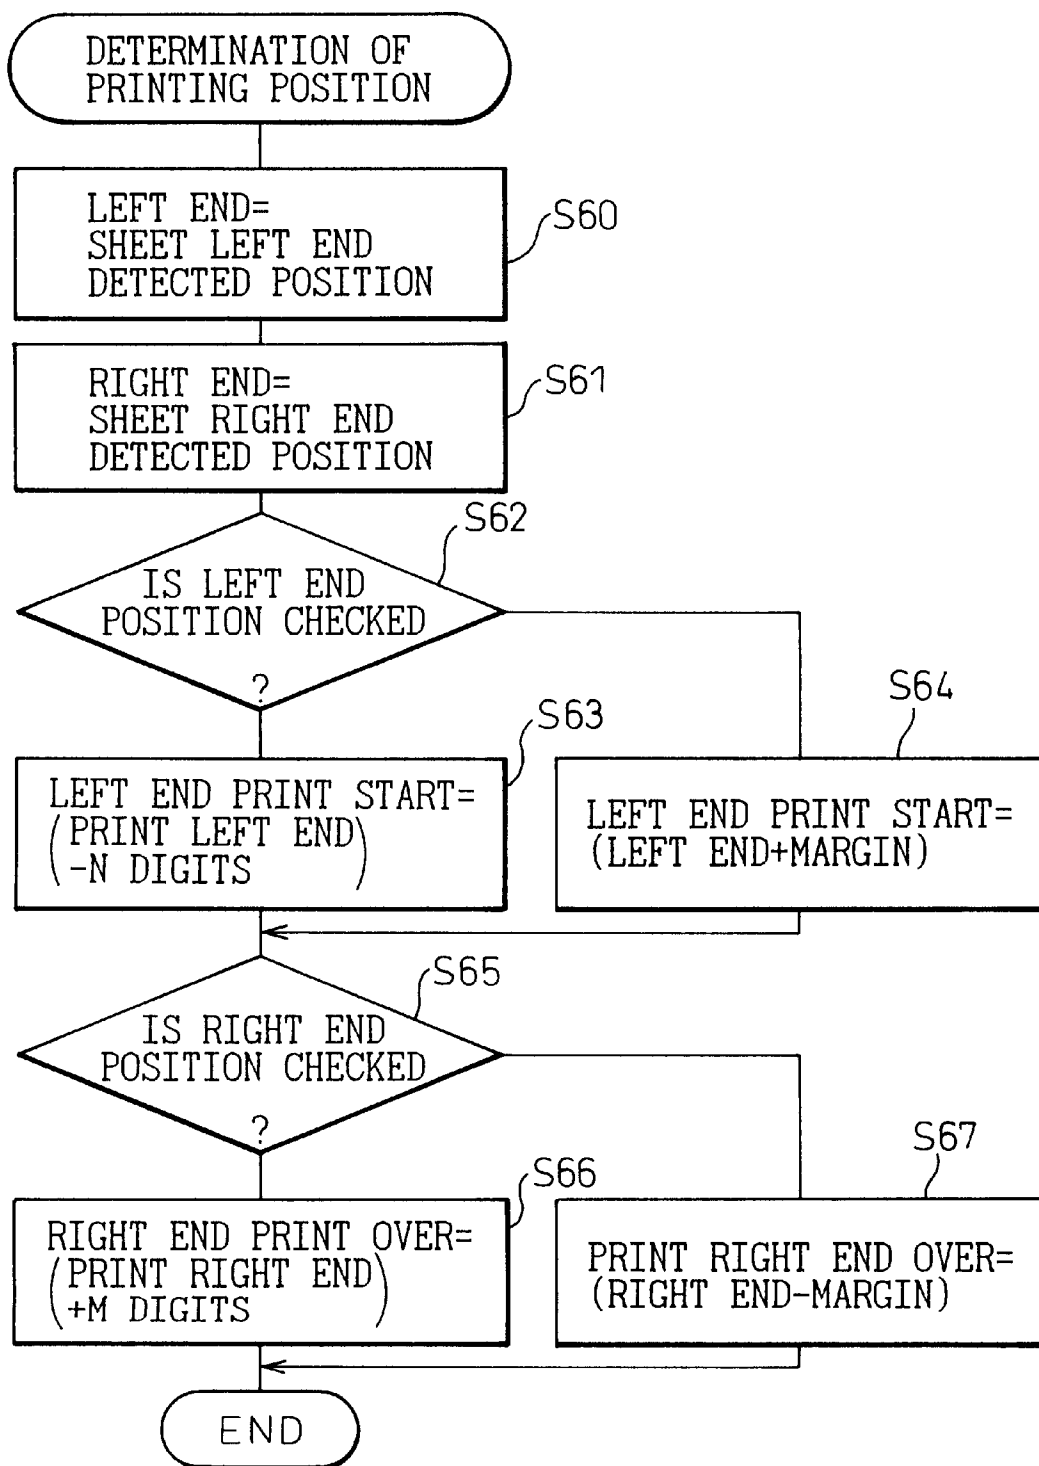 DETERMINATION OF
PRINTING POSITION
LEFT END=
SHEET LEFT END
DETECTED POSITION
S60
RIGHT END=
SHEET RIGHT END
DETECTED POSITION
S61
S62
IS LEFT END
POSITION CHECKED
?
S63
LEFT END PRINT START=
(PRINT LEFT END)
-N DIGITS
S64
LEFT END PRINT START=
(LEFT END+MARGIN)
S65
IS RIGHT END
POSITION CHECKED
?
S66
RIGHT END PRINT OVER=
(PRINT RIGHT END)
+M DIGITS
S67
PRINT RIGHT END OVER=
(RIGHT END-MARGIN)
END